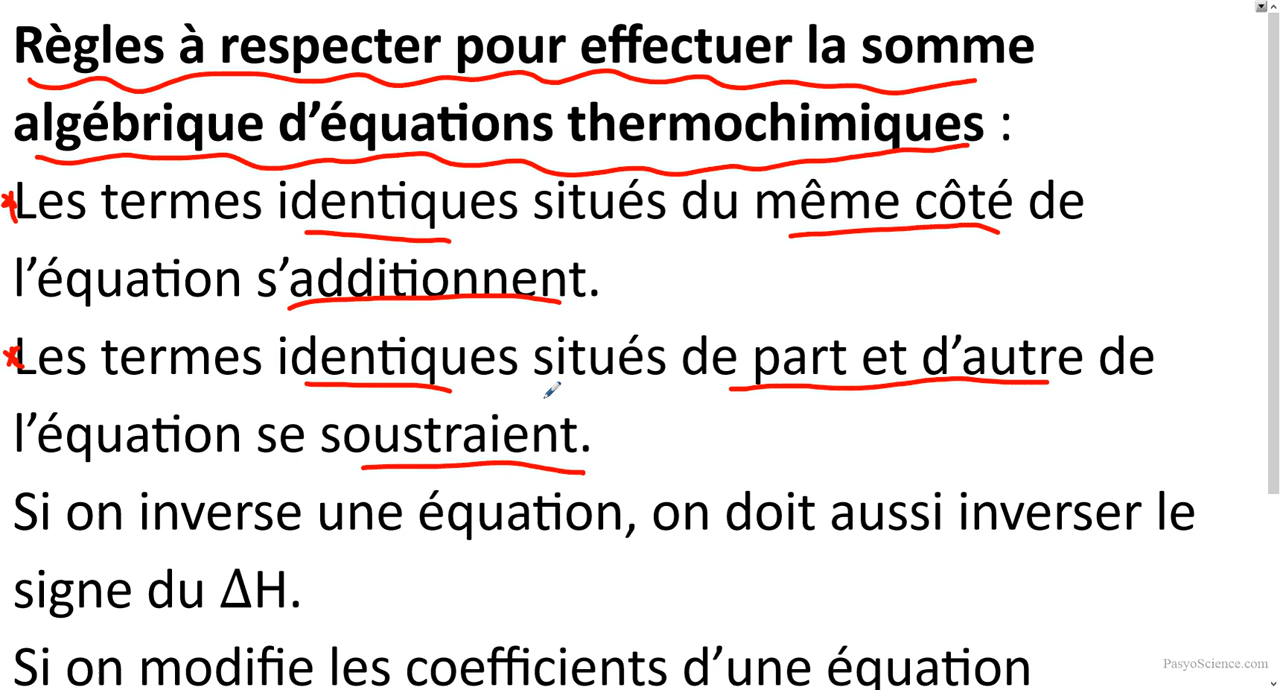 Règles à respecter pour effectuer la somme
algébrique d’équations thermochimiques :
Les termes identiques situés du même côté de
l’équation s’additionnent.
Les termes identiques situés de part et d’autre de
l’équation se soustraient.
Si on inverse une équation, on doit aussi inverser le
signe du ΔH.
Si on modifie les coefficients d’une équation
PasyoScience.com